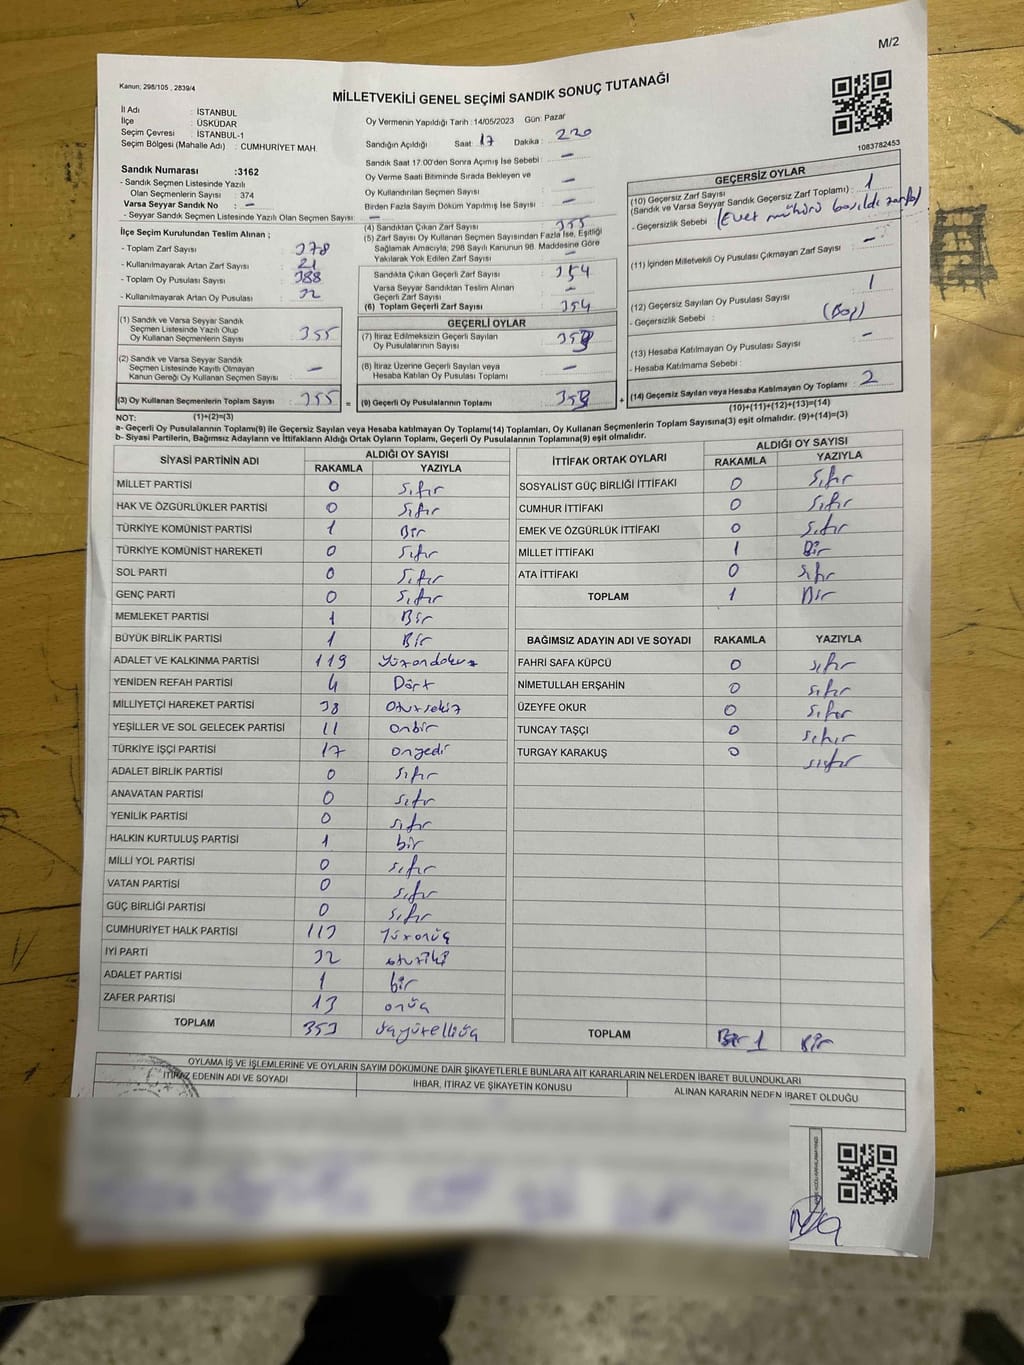 M/2
Kanun; 298/105 , 2839/4
MİLLETVEKİLİ GENEL SEÇİMİ SANDIK SONUÇ TUTANAĞI
İl Adı : İSTANBUL
İlçe : ÜSKÜDAR
Seçim Çevresi : İSTANBUL-1
Seçim Bölgesi (Mahalle Adı) : CUMHURİYET MAH.
Sandık Numarası :3162
- Sandık Seçmen Listesinde Yazılı
Olan Seçmenlerin Sayısı : 374
Varsa Seyyar Sandık No : –
- Seyyar Sandık Seçmen Listesinde Yazılı Olan Seçmen Sayısı: –
İlçe Seçim Kurulundan Teslim Alınan ;
- Toplam Zarf Sayısı : 378
- Kullanılmayarak Artan Zarf Sayısı : 21
- Toplam Oy Pusulası Sayısı : 388
- Kullanılmayarak Artan Oy Pusulası : 32
(1) Sandık ve Varsa Seyyar Sandık
Seçmen Listesinde Yazılı Olup
Oy Kullanan Seçmenlerin Sayısı : 355
(2) Sandık ve Varsa Seyyar Sandık
Seçmen Listesinde Kayıtlı Olmayan
Kanun Gereği Oy Kullanan Seçmen Sayısı : –
(3) Oy Kullanan Seçmenlerin Toplam Sayısı : 355 =
Oy Vermenin Yapıldığı Tarih :14/05/2023 Gün: Pazar
Sandığın Açıldığı Saat: 17 Dakika :
Sandık Saat 17:00'den Sonra Açımış İse Sebebi : –
Oy Verme Saati Bitiminde Sırada Bekleyen ve
Oy Kullandırılan Seçmen Sayısı : –
Birden Fazla Sayım Döküm Yapılmış İse Sayısı : –
(4) Sandıktan Çıkan Zarf Sayısı : 355
(5) Zarf Sayısı Oy Kullanan Seçmen Sayısından Fazla İse, Eşitliği
Sağlamak Amacıyla; 298 Sayılı Kanunun 98. Maddesine Göre
Yakılarak Yok Edilen Zarf Sayısı : –
Sandıkta Çıkan Geçerli Zarf Sayısı : 354
Varsa Seyyar Sandıktan Teslim Alınan
Geçerli Zarf Sayısı : –
(6) Toplam Geçerli Zarf Sayısı : 354
GEÇERLİ OYLAR
(7) İtiraz Edilmeksizin Geçerli Sayılan
Oy Pusulalarının Sayısı : 353
(8) İtiraz Üzerine Geçerli Sayılan veya
Hesaba Katılan Oy Pusulası Toplamı : –
(9) Geçerli Oy Pusulalarının Toplamı : 353 +
1083782453
GEÇERSİZ OYLAR
(10) Geçersiz Zarf Sayısı
(Sandık ve Varsa Seyyar Sandık Geçersiz Zarf Toplamı) : 1
- Geçersizlik Sebebi : (Evet mührü basıldı zarfa)
(11) İçinden Milletvekili Oy Pusulası Çıkmayan Zarf Sayısı : –
(12) Geçersiz Sayılan Oy Pusulası Sayısı : 1
- Geçersizlik Sebebi : (Boş)
(13) Hesaba Katılmayan Oy Pusulası Sayısı : –
- Hesaba Katılmama Sebebi :
(14) Geçersiz Sayılan veya Hesaba Katılmayan Oy Toplamı : 2
NOT: (1)+(2)=(3) (10)+(11)+(12)+(13)=(14)
a- Geçerli Oy Pusulalarının Toplamı(9) ile Geçersiz Sayılan veya Hesaba katılmayan Oy Toplamı(14) Toplamları, Oy Kullanan Seçmenlerin Toplam Sayısına(3) eşit olmalıdır. (9)+(14)=(3)
b- Siyasi Partilerin, Bağımsız Adayların ve İttifakların Aldığı Ortak Oyların Toplamı, Geçerli Oy Pusulalarının Toplamına(9) eşit olmalıdır.
SİYASİ PARTİNİN ADI ALDIĞI OY SAYISI
RAKAMLA YAZIYLA
MİLLET PARTİSİ 0 Sıfır
HAK VE ÖZGÜRLÜKLER PARTİSİ 0 Sıfır
TÜRKİYE KOMÜNİST PARTİSİ 1 Bir
TÜRKİYE KOMÜNİST HAREKETİ 0 Sıfır
SOL PARTİ 0 Sıfır
GENÇ PARTİ 0 Sıfır
MEMLEKET PARTİSİ 1 Bir
BÜYÜK BİRLİK PARTİSİ 1 Bir
ADALET VE KALKINMA PARTİSİ 119 Yüzondokuz
YENİDEN REFAH PARTİSİ 4 Dört
MİLLİYETÇİ HAREKET PARTİSİ 38 Otuzsekiz
YEŞİLLER VE SOL GELECEK PARTİSİ 11 onbir
TÜRKİYE İŞÇİ PARTİSİ 17 onyedi
ADALET BİRLİK PARTİSİ 0 sıfır
ANAVATAN PARTİSİ 0 sıfır
YENİLİK PARTİSİ 0 sıfır
HALKIN KURTULUŞ PARTİSİ 1 bir
MİLLİ YOL PARTİSİ 0 sıfır
VATAN PARTİSİ 0 sıfır
GÜÇ BİRLİĞİ PARTİSİ 0 sıfır
CUMHURİYET HALK PARTİSİ 113 Yüzonüç
İYİ PARTİ 32 otuziki
ADALET PARTİSİ 1 bir
ZAFER PARTİSİ 13 onüç
TOPLAM 353 üçyüzelliüç
İTTİFAK ORTAK OYLARI ALDIĞI OY SAYISI
RAKAMLA YAZIYLA
SOSYALİST GÜÇ BİRLİĞİ İTTİFAKI 0 Sıfır
CUMHUR İTTİFAKI 0 Sıfır
EMEK VE ÖZGÜRLÜK İTTİFAKI 0 Sıfır
MİLLET İTTİFAKI 1 Bir
ATA İTTİFAKI 0 Sıfır
TOPLAM 1 Bir
BAĞIMSIZ ADAYIN ADI VE SOYADI RAKAMLA YAZIYLA
FAHRİ SAFA KÜPCÜ 0 sıfır
NİMETULLAH ERŞAHİN 0 sıfır
ÜZEYFE OKUR 0 sıfır
TUNCAY TAŞÇI 0 sıfır
TURGAY KARAKUŞ 0 sıfır
TOPLAM 1 Bir
OYLAMA İŞ VE İŞLEMLERİNE VE OYLARIN SAYIM DÖKÜMÜNE DAİR ŞİKAYETLERLE BUNLARA AİT KARARLARIN NELERDEN İBARET BULUNDUKLARI
İTİRAZ EDENİN ADI VE SOYADI İHBAR, İTİRAZ VE ŞİKAYETİN KONUSU ALINAN KARARIN NEDEN İBARET OLDUĞU